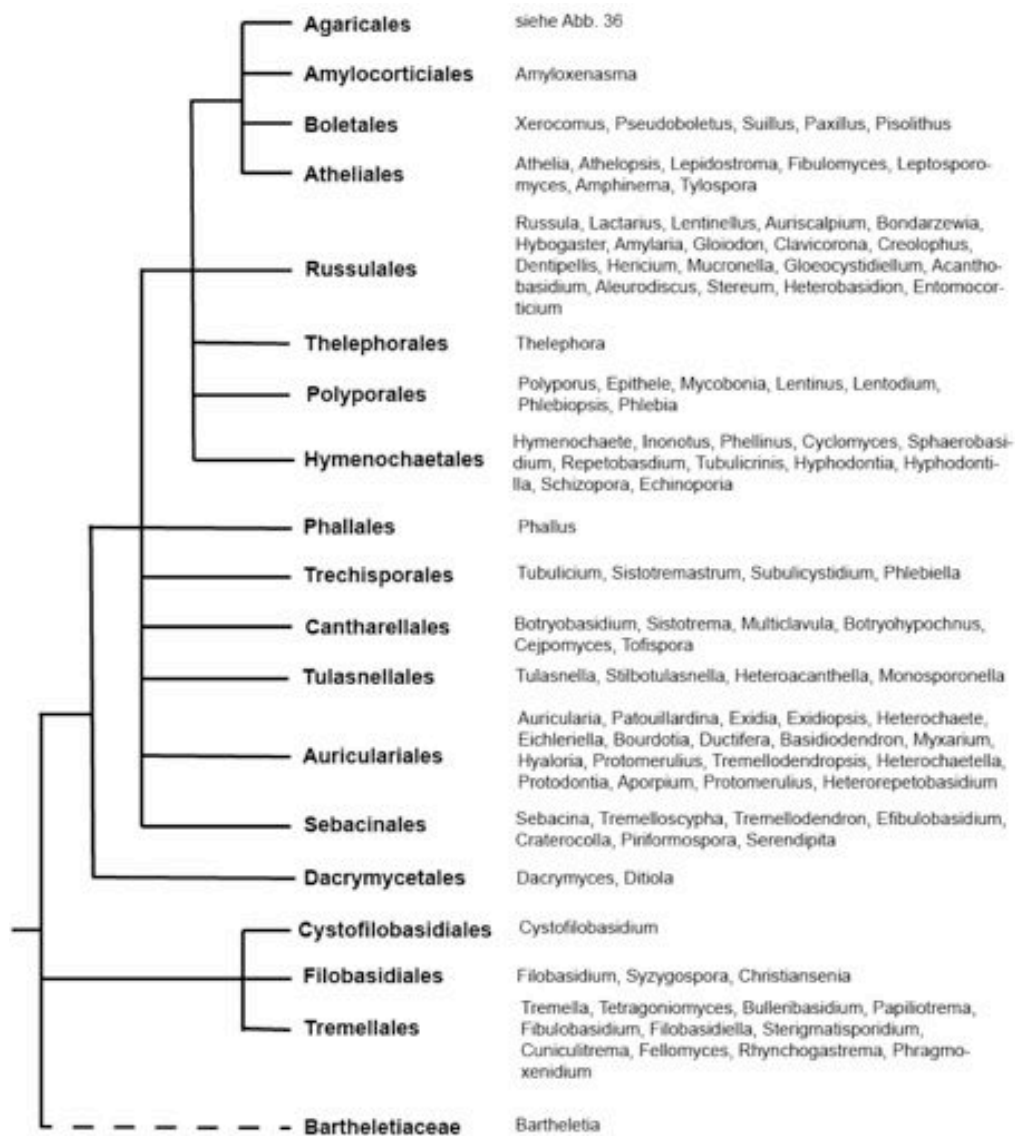 Agaricales siehe Abb. 36
Amylocorticiales Amyloxenasma
Boletales Xerocomus, Pseudoboletus, Suillus, Paxillus, Pisolithus
Atheliales Athelia, Athelopsis, Lepidostroma, Fibulomyces, Leptosporo-
myces, Amphinema, Tylospora
Russulales Russula, Lactarius, Lentinellus, Auriscalpium, Bondarzewia,
Hybogaster, Amylaria, Gloiodon, Clavicorona, Creolophus,
Dentipellis, Hericium, Mucronella, Gloeocystidiellum, Acantho-
basidium, Aleurodiscus, Stereum, Heterobasidion, Entomocor-
ticium
Thelephorales Thelephora
Polyporales Polyporus, Epithele, Mycobonia, Lentinus, Lentodium,
Phlebiopsis, Phlebia
Hymenochaetales Hymenochaete, Inonotus, Phellinus, Cyclomyces, Sphaerobasi-
dium, Repetobasdium, Tubulicrinis, Hyphodontia, Hyphodonti-
lla, Schizopora, Echinoporia
Phallales Phallus
Trechisporales Tubulicium, Sistotremastrum, Subulicystidium, Phlebiella
Cantharellales Botryobasidium, Sistotrema, Multiclavula, Botryohypochnus,
Cejpomyces, Tofispora
Tulasnellales Tulasnella, Stilbotulasnella, Heteroacanthella, Monosporonella
Auriculariales Auricularia, Patouillardina, Exidia, Exidiopsis, Heterochaete,
Eichleriella, Bourdotia, Ductifera, Basidiodendron, Myxarium,
Hyaloria, Protomerulius, Tremellodendropsis, Heterochaetella,
Protodontia, Aporpium, Protomerulius, Heterorepetobasidium
Sebacinales Sebacina, Tremelloscypha, Tremellodendron, Efibulobasidium,
Craterocolla, Piriformospora, Serendipita
Dacrymycetales Dacrymyces, Ditiola
Cystofilobasidiales Cystofilobasidium
Filobasidiales Filobasidium, Syzygospora, Christiansenia
Tremellales Tremella, Tetragoniomyces, Bulleribasidium, Papiliotrema,
Fibulobasidium, Filobasidiella, Sterigmatisporidium,
Cuniculitrema, Fellomyces, Rhynchogastrema, Phragmo-
xenidium
Bartheletiaceae Bartheletia